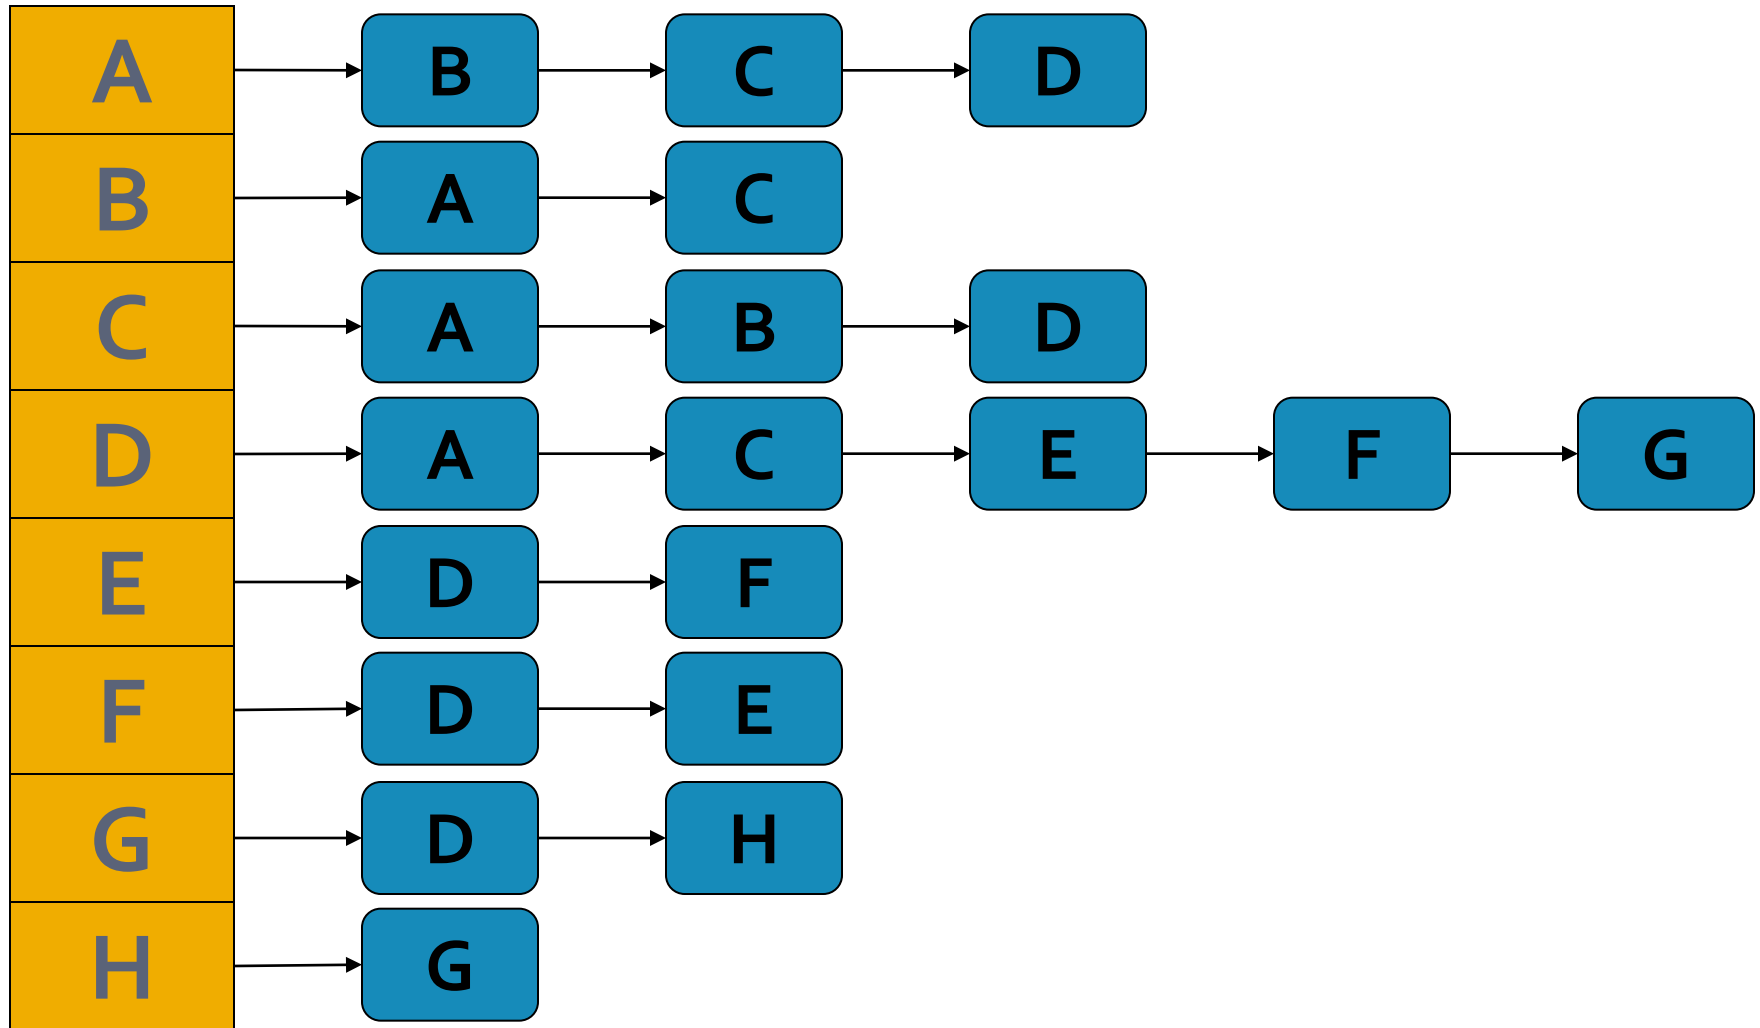 A B C D
B A C
C A B D
D A C E F G
E D F
F D E
G D H
H G